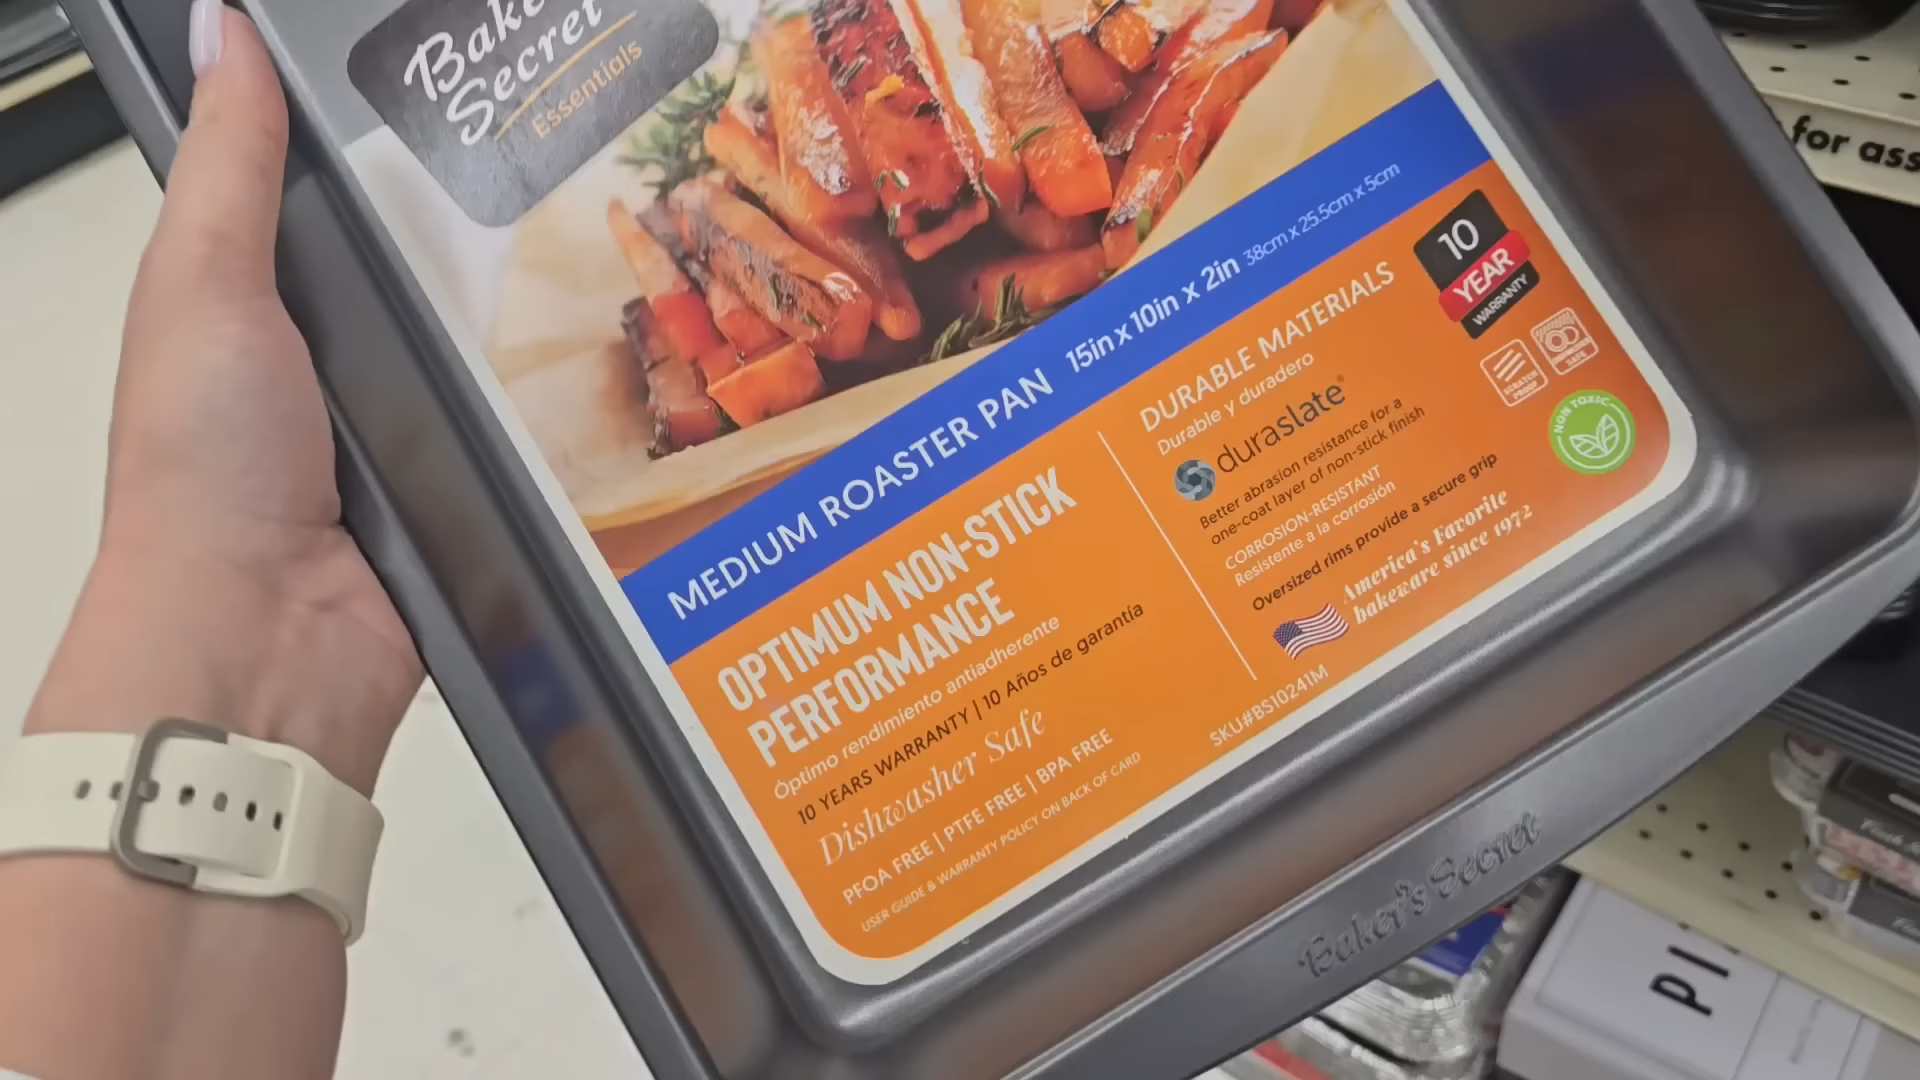 Baker's
Secret
Essentials
MEDIUM ROASTER PAN 15in x 10in x 2in 38cm x 25.5cm x 5cm
OPTIMUM NON-STICK
PERFORMANCE
Óptimo rendimiento antiadherente
10 YEARS WARRANTY | 10 Años de garantía
Dishwasher Safe
PFOA FREE | PTFE FREE | BPA FREE
USER GUIDE & WARRANTY POLICY ON BACK OF CARD
DURABLE MATERIALS
Durable y duradero
duraslate®
Better abrasion resistance for a
one-coat layer of non-stick finish
CORROSION-RESISTANT
Resistente a la corrosión
Oversized rims provide a secure grip
America's Favorite
bakeware since 1972
SKU#BS10241M
10
YEAR
WARRANTY
SCRATCH
PROOF
SAFE
NON TOXIC
Baker's Secret
for ass
PI